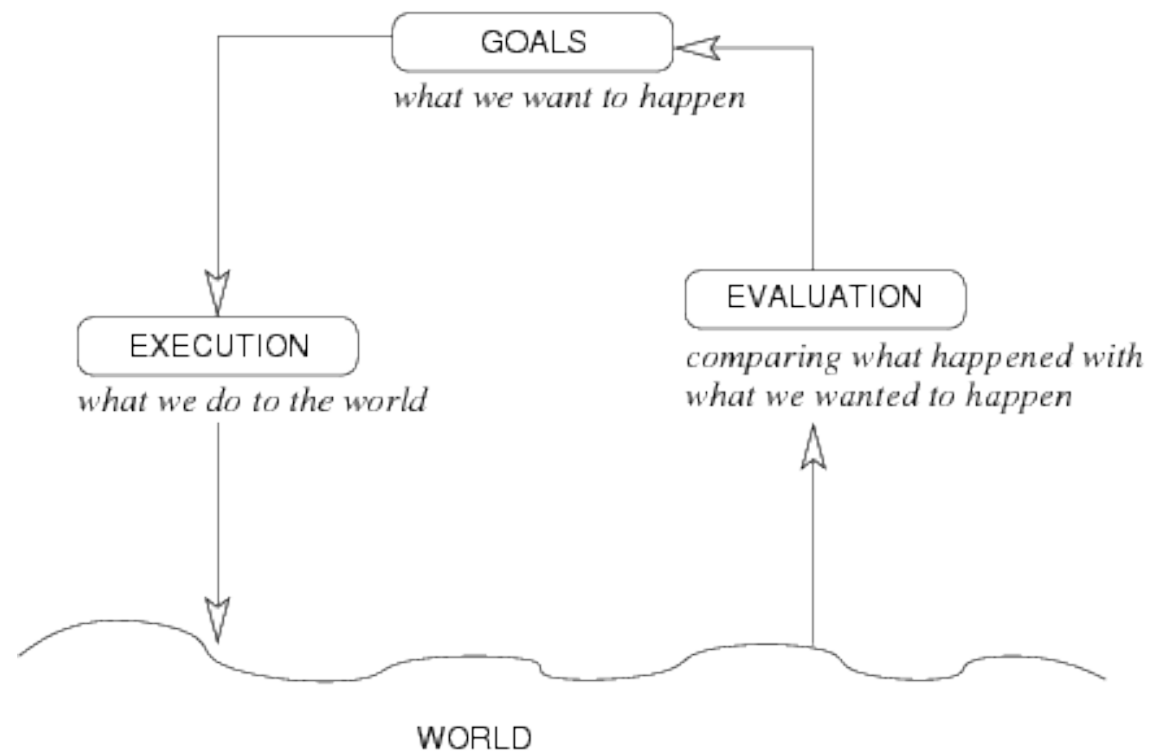 GOALS
what we want to happen
EVALUATION
EXECUTION
comparing what happened with
what we wanted to happen
what we do to the world
WORLD